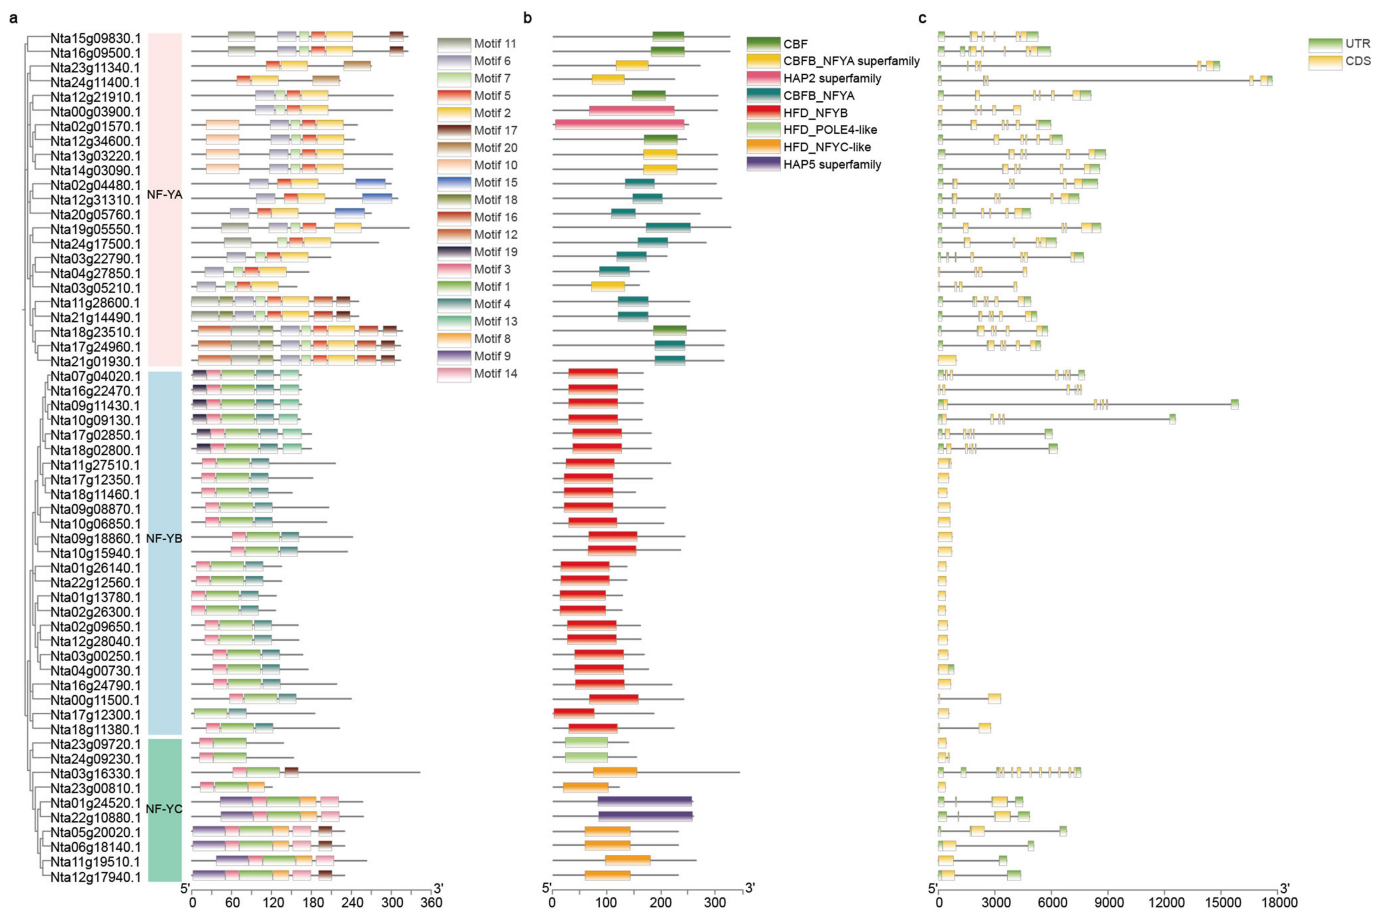 a
b
c
Nta15g09830.1
Nta16g09500.1
Nta23g11340.1
Nta24g11400.1
Nta12g21910.1
Nta00g03900.1
Nta02g01570.1
Nta12g34600.1
Nta13g03220.1
Nta14g03090.1
Nta02g04480.1
Nta12g31310.1
Nta20g05760.1
Nta19g05550.1
Nta24g17500.1
Nta03g22790.1
Nta04g27850.1
Nta03g05210.1
Nta11g28600.1
Nta21g14490.1
Nta18g23510.1
Nta17g24960.1
Nta21g01930.1
Nta07g04020.1
Nta16g22470.1
Nta09g11430.1
Nta10g09130.1
Nta17g02850.1
Nta18g02800.1
Nta11g27510.1
Nta17g12350.1
Nta18g11460.1
Nta09g08870.1
Nta10g06850.1
Nta09g18860.1
Nta10g15940.1
Nta01g26140.1
Nta22g12560.1
Nta01g13780.1
Nta02g26300.1
Nta02g09650.1
Nta12g28040.1
Nta03g00250.1
Nta04g00730.1
Nta16g24790.1
Nta00g11500.1
Nta17g12300.1
Nta18g11380.1
Nta23g09720.1
Nta24g09230.1
Nta03g16330.1
Nta23g00810.1
Nta01g24520.1
Nta22g10880.1
Nta05g20020.1
Nta06g18140.1
Nta11g19510.1
Nta12g17940.1
NF-YA
NF-YB
NF-YC
Motif 11
Motif 6
Motif 7
Motif 5
Motif 2
Motif 17
Motif 20
Motif 10
Motif 15
Motif 18
Motif 16
Motif 12
Motif 19
Motif 3
Motif 1
Motif 4
Motif 13
Motif 8
Motif 9
Motif 14
CBF
CBFB_NFYA superfamily
HAP2 superfamily
CBFB_NFYA
HFD_NFYB
HFD_POLE4-like
HFD_NFYC-like
HAP5 superfamily
UTR
CDS
5' 3'
0 60 120 180 240 300 360
5' 3'
0 100 200 300
5' 3'
0 3000 6000 9000 12000 15000 18000